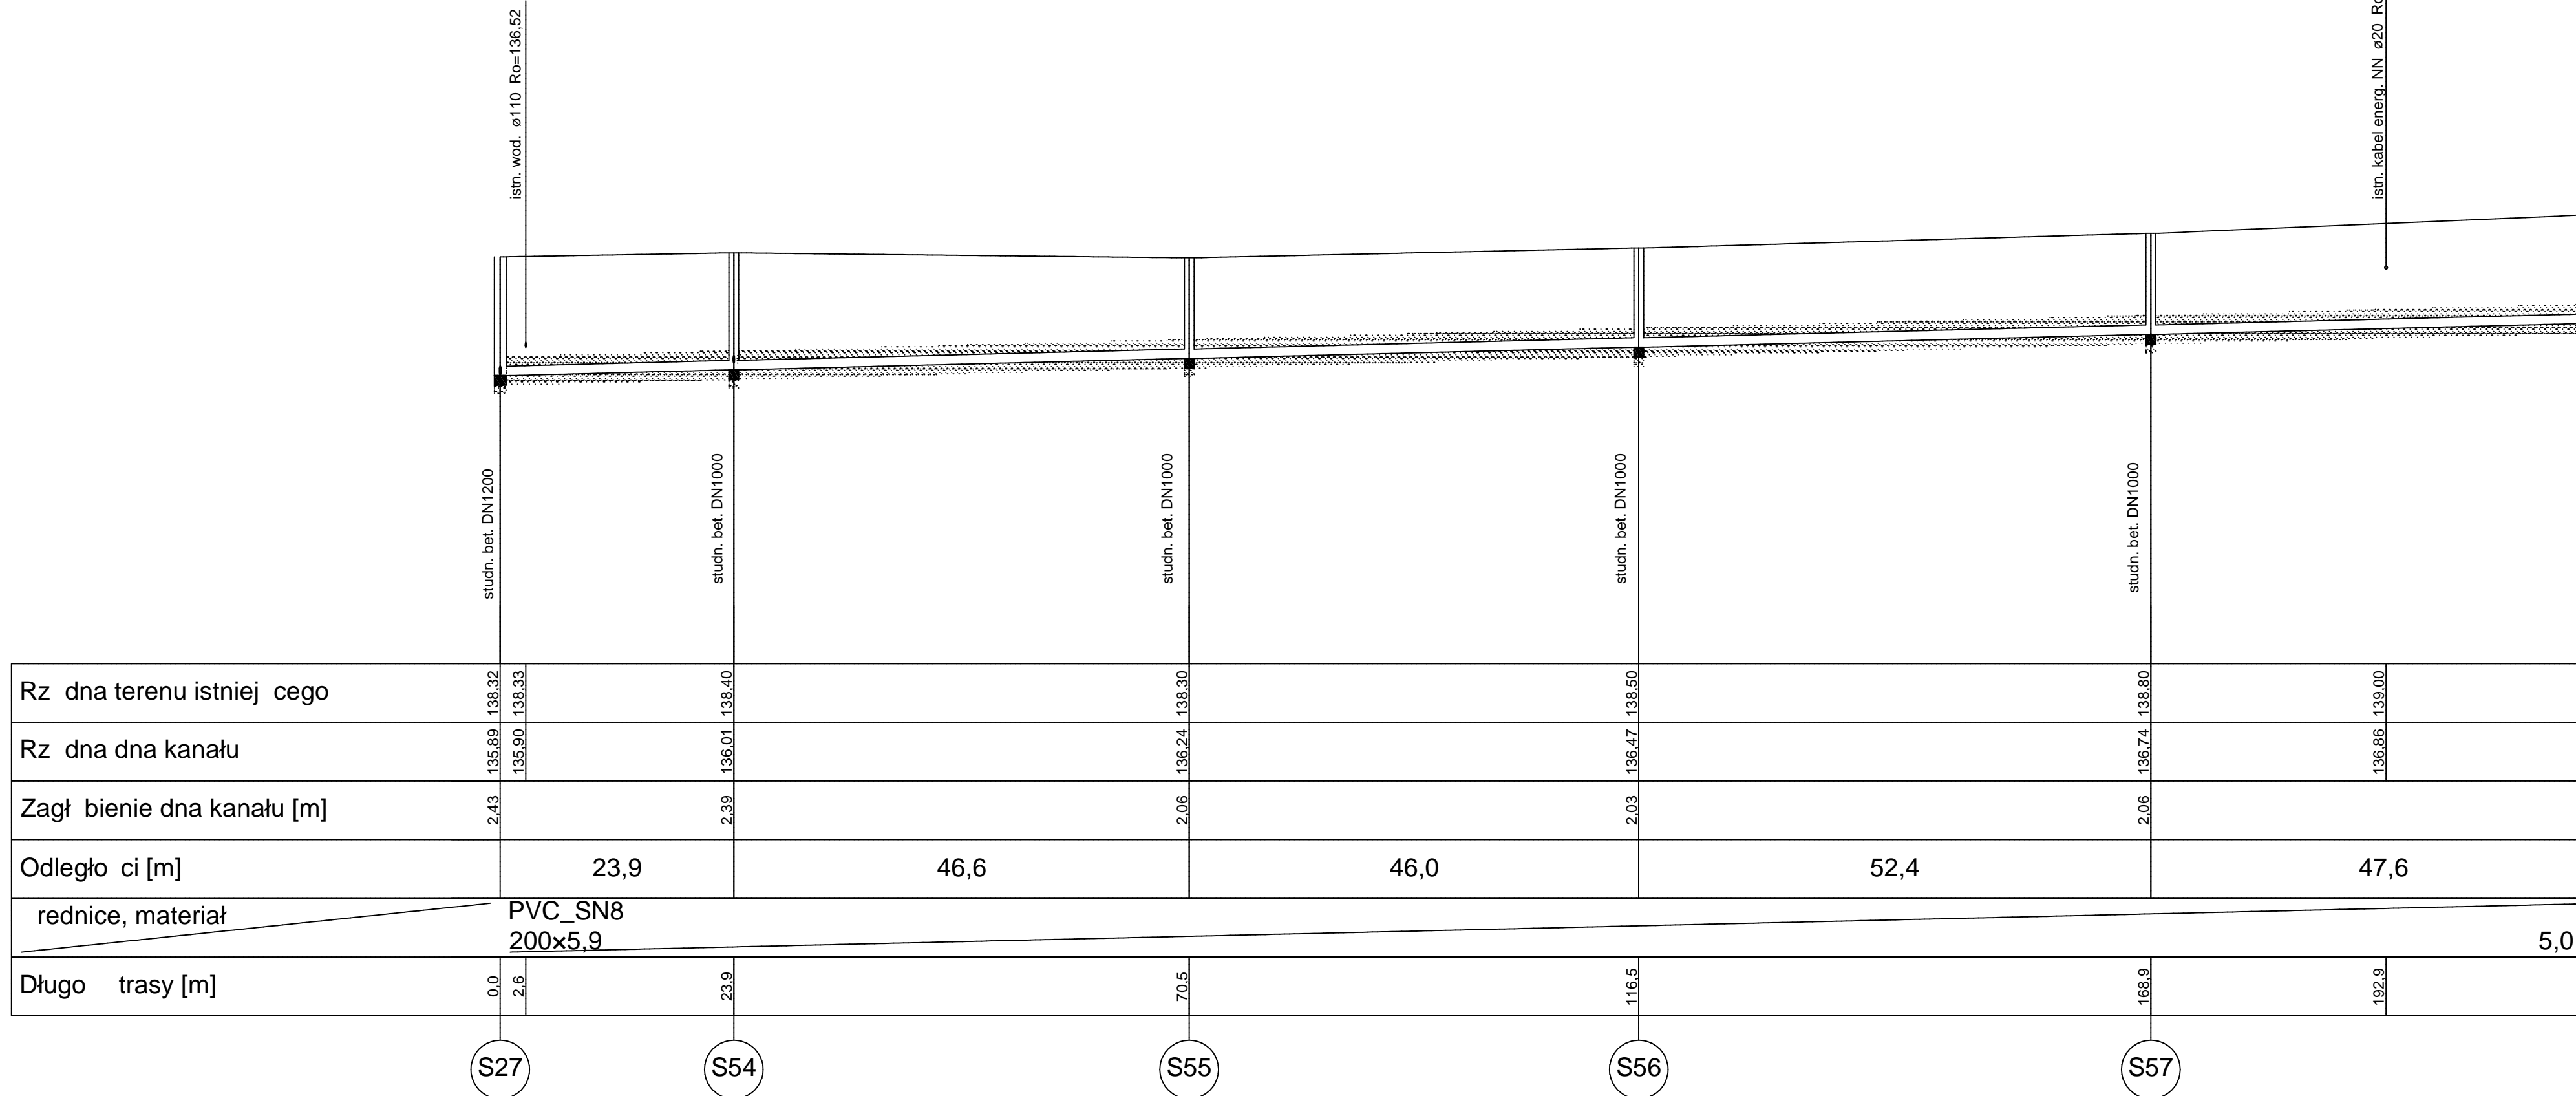 istn. wod. ø110 Ro=136,52
istn. kabel energ. NN ø20
studn. bet. DN1200
studn. bet. DN1000
studn. bet. DN1000
studn. bet. DN1000
studn. bet. DN1000
Rz dna terenu istniej cego 138,32 138,33 138,40 138,30 138,50 138,80 139,00
Rz dna dna kanału 135,89 135,90 136,01 136,24 136,47 136,74 136,86
Zagł bienie dna kanału [m] 2,43 2,39 2,06 2,03 2,06
Odległo ci [m] 23,9 46,6 46,0 52,4 47,6
rednice, materiał PVC_SN8
200×5,9 5,0
Długo trasy [m] 0,0 2,6 23,9 70,5 116,5 168,9 192,9
S27 S54 S55 S56 S57